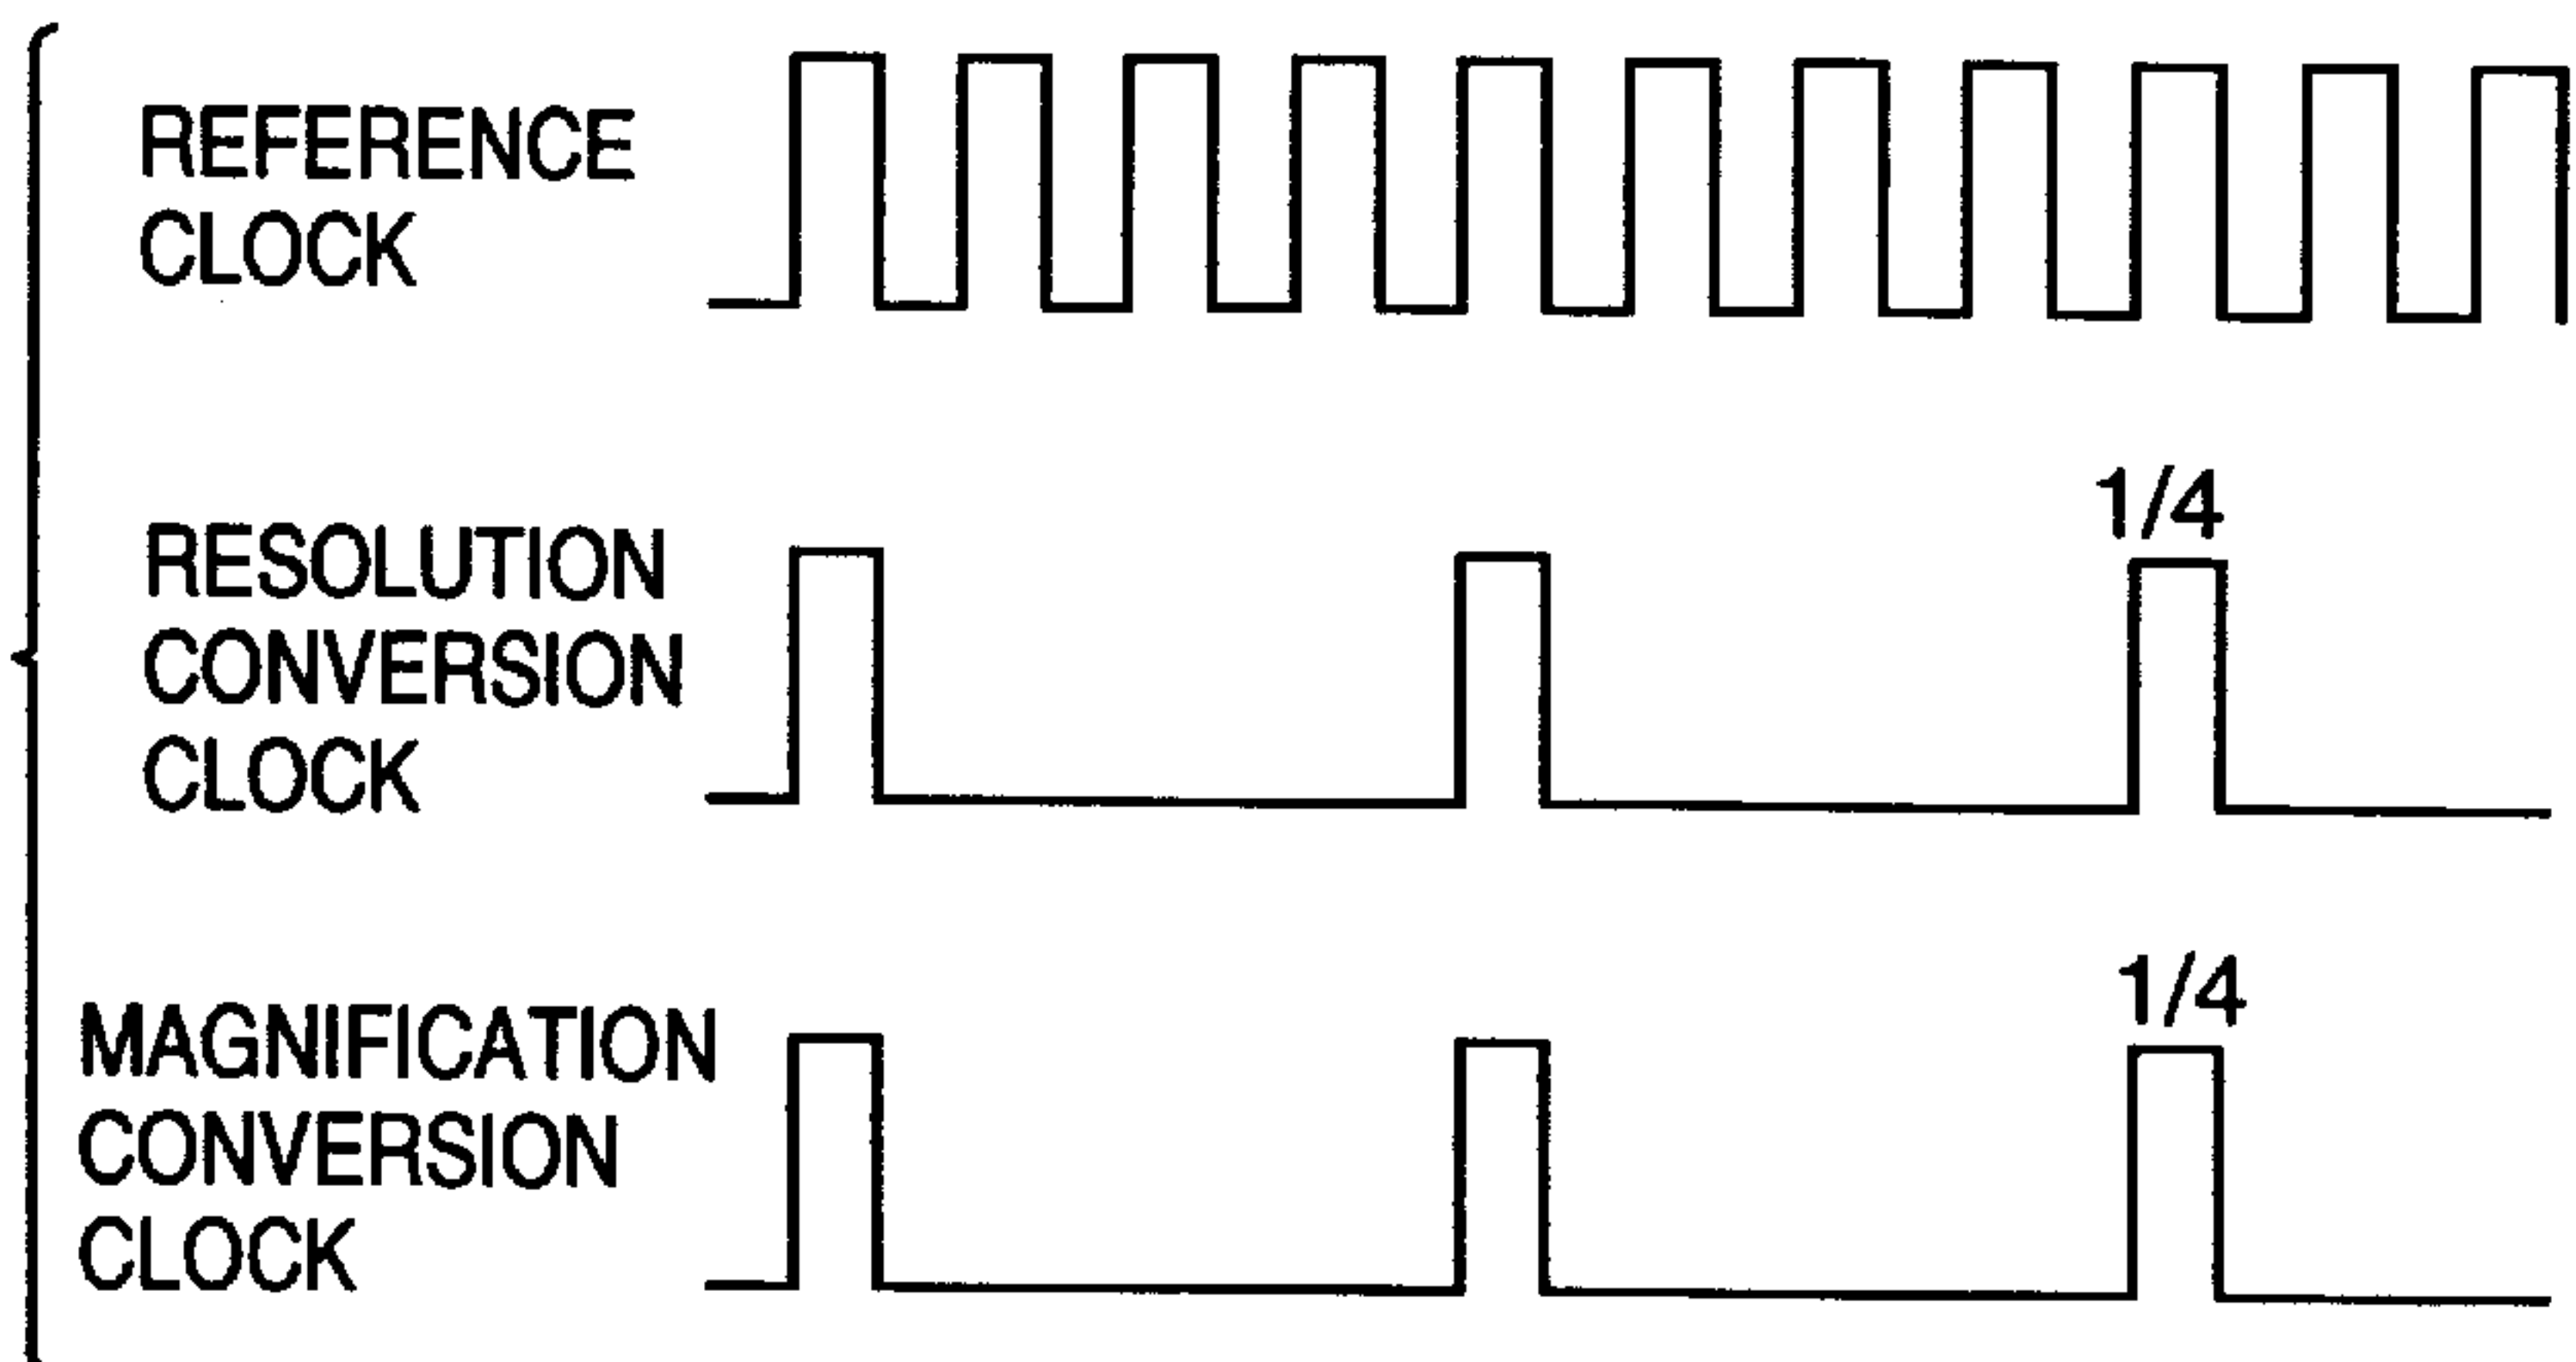 REFERENCE
CLOCK
1/4
RESOLUTION
CONVERSION
CLOCK
1/4
MAGNIFICATION
CONVERSION
CLOCK